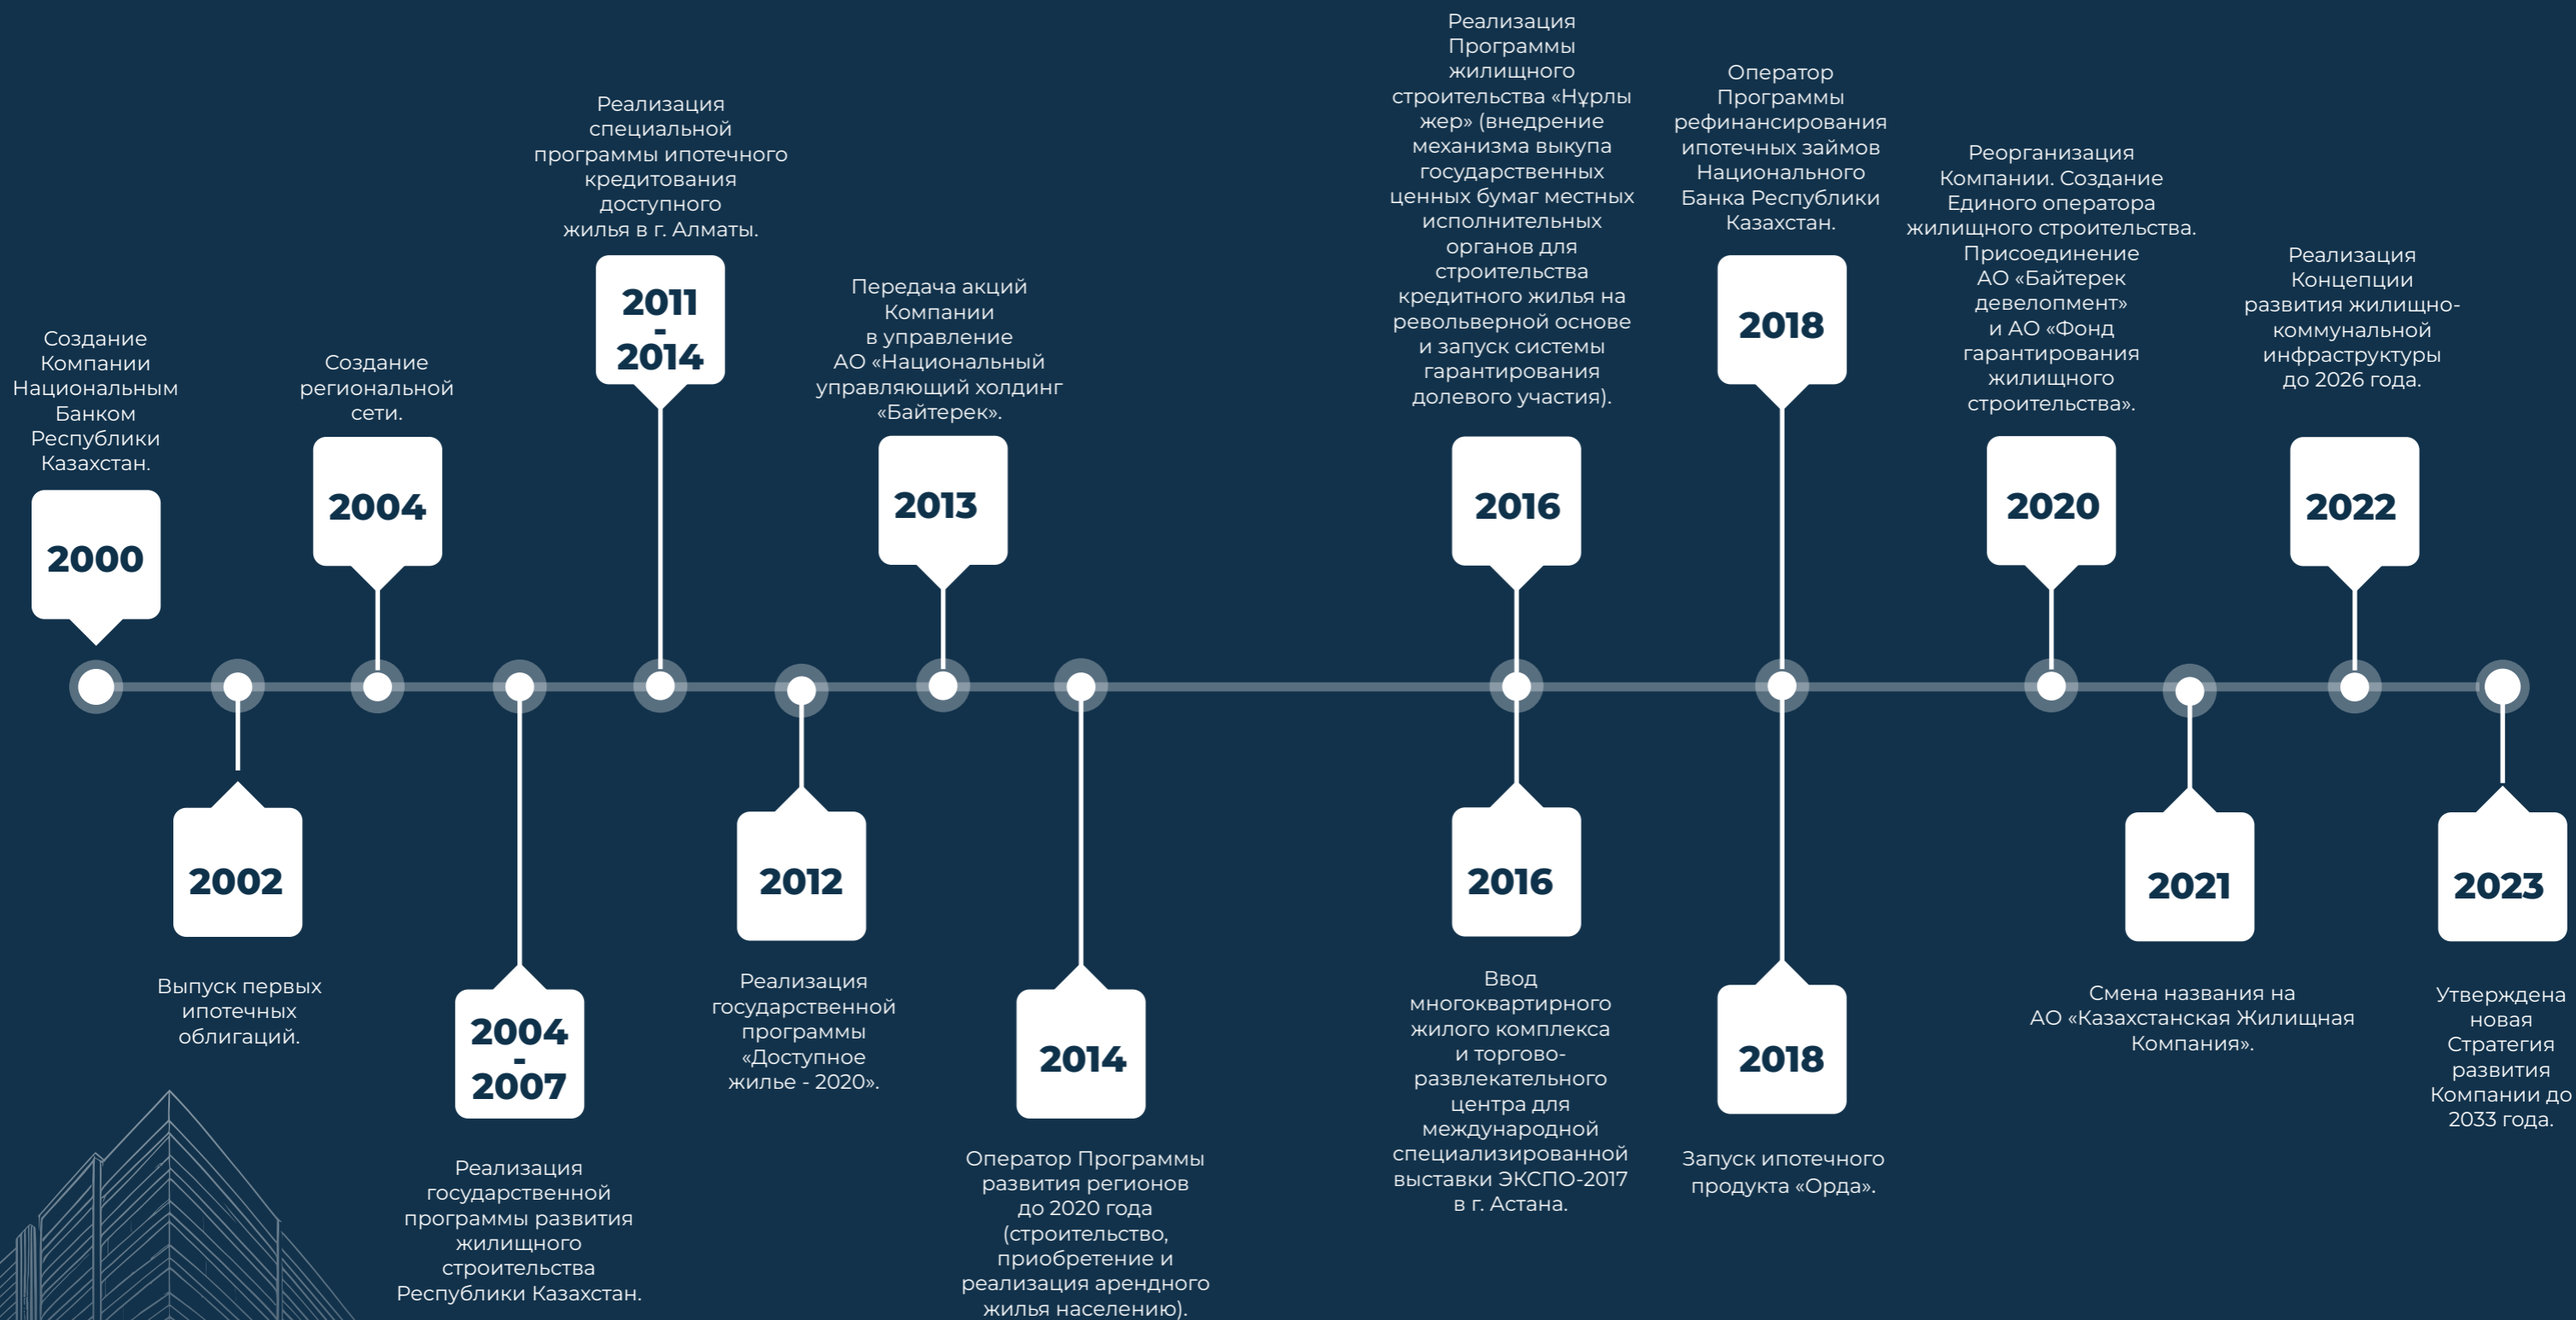 Создание
Компании
Национальным
Банком
Республики
Казахстан.
2000
2002
Выпуск первых
ипотечных
облигаций.
Создание
региональной
сети.
2004
2004
-
2007
Реализация
государственной
программы развития
жилищного
строительства
Республики Казахстан.
Реализация
специальной
программы ипотечного
кредитования
доступного
жилья в г. Алматы.
2011
-
2014
2012
Реализация
государственной
программы
«Доступное
жилье - 2020».
Передача акций
Компании
в управление
АО «Национальный
управляющий холдинг
«Байтерек».
2013
2014
Оператор Программы
развития регионов
до 2020 года
(строительство,
приобретение и
реализация арендного
жилья населению).
Реализация
Программы
жилищного
строительства «Нұрлы
жер» (внедрение
механизма выкупа
государственных
ценных бумаг местных
исполнительных
органов для
строительства
кредитного жилья на
револьверной основе
и запуск системы
гарантирования
долевого участия).
2016
2016
Ввод
многоквартирного
жилого комплекса
и торгово-
развлекательного
центра для
международной
специализированной
выставки ЭКСПО-2017
в г. Астана.
Оператор
Программы
рефинансирования
ипотечных займов
Национального
Банка Республики
Казахстан.
2018
2018
Запуск ипотечного
продукта «Орда».
Реорганизация
Компании. Создание
Единого оператора
жилищного строительства.
Присоединение
АО «Байтерек
девелопмент»
и АО «Фонд
гарантирования
жилищного
строительства».
2020
2021
Смена названия на
АО «Казахстанская Жилищная
Компания».
Реализация
Концепции
развития жилищно-
коммунальной
инфраструктуры
до 2026 года.
2022
2023
Утверждена
новая
Стратегия
развития
Компании до
2033 года.